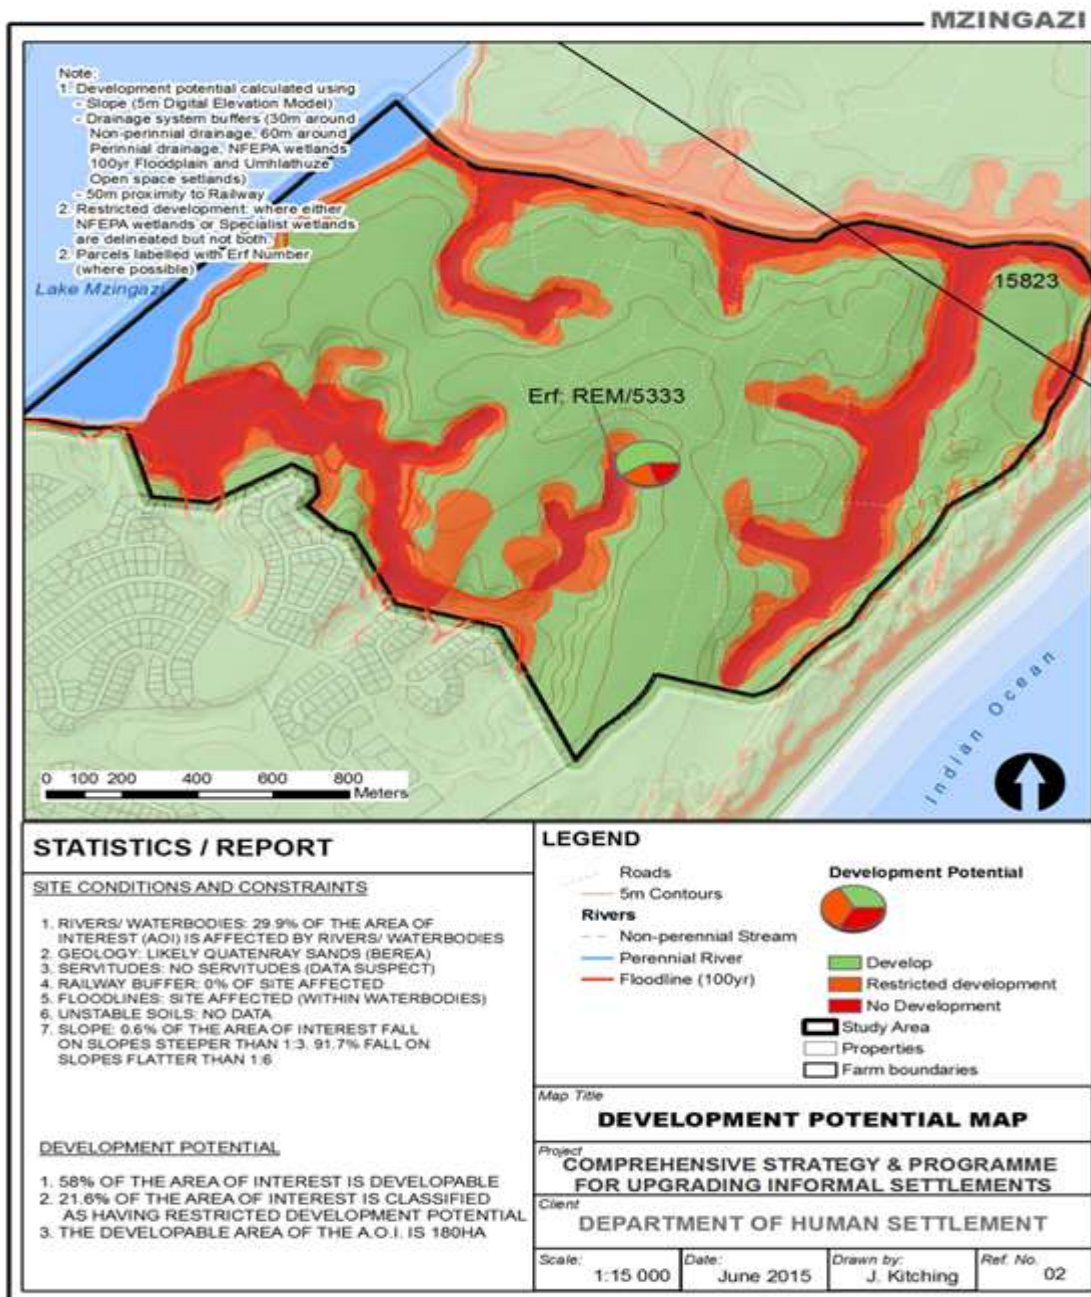 MZINGAZI
Note:
1. Development potential calculated using
- Slope (5m Digital Elevation Model)
- Drainage system buffers (30m around
Non-perinnial drainage, 60m around
Perinnial drainage, NFEPA wetlands
100yr Floodplain and Umhlathuze
Open space setlands)
- 50m proximity to Railway
2. Restricted development: where either
NFEPA wetlands or Specialist wetlands
are delineated but not both.
2. Parcels labelled with Erf Number
(where possible)
Lake Mzingazi
15823
Erf: REM/5333
Indian Ocean
0 100 200 400 600 800
Meters
STATISTICS / REPORT
SITE CONDITIONS AND CONSTRAINTS
1. RIVERS/ WATERBODIES: 29.9% OF THE AREA OF
INTEREST (AOI) IS AFFECTED BY RIVERS/ WATERBODIES
2. GEOLOGY: LIKELY QUATENRAY SANDS (BEREA)
3. SERVITUDES: NO SERVITUDES (DATA SUSPECT)
4. RAILWAY BUFFER: 0% OF SITE AFFECTED
5. FLOODLINES: SITE AFFECTED (WITHIN WATERBODIES)
6. UNSTABLE SOILS: NO DATA
7. SLOPE: 0.6% OF THE AREA OF INTEREST FALL
ON SLOPES STEEPER THAN 1:3. 91.7% FALL ON
SLOPES FLATTER THAN 1:6
DEVELOPMENT POTENTIAL
1. 58% OF THE AREA OF INTEREST IS DEVELOPABLE
2. 21.6% OF THE AREA OF INTEREST IS CLASSIFIED
AS HAVING RESTRICTED DEVELOPMENT POTENTIAL
3. THE DEVELOPABLE AREA OF THE A.O.I. IS 180HA
LEGEND
Roads
5m Contours
Rivers
Non-perennial Stream
Perennial River
Floodline (100yr)
Development Potential
Develop
Restricted development
No Development
Study Area
Properties
Farm boundaries
Map Title
DEVELOPMENT POTENTIAL MAP
Project
COMPREHENSIVE STRATEGY & PROGRAMME
FOR UPGRADING INFORMAL SETTLEMENTS
Client
DEPARTMENT OF HUMAN SETTLEMENT
Scale:
1:15 000
Date:
June 2015
Drawn by:
J. Kitching
Ref. No.
02